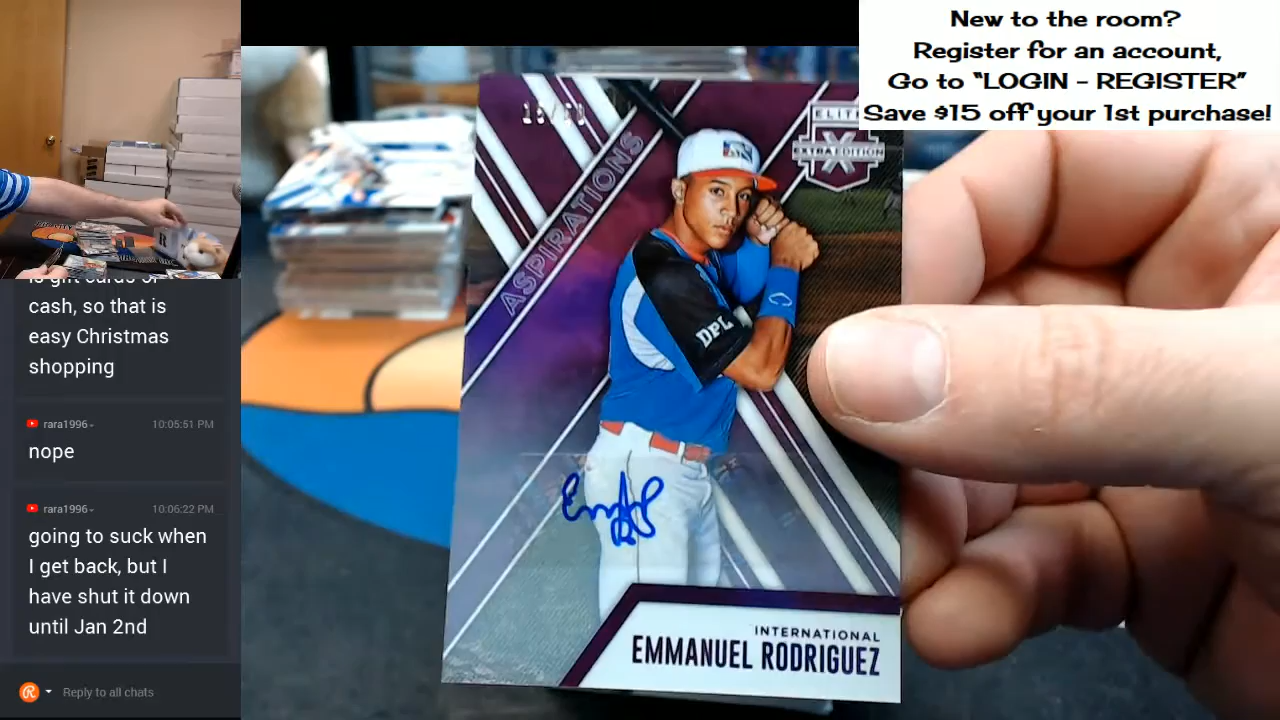 New to the room?
Register for an account,
Go to “LOGIN - REGISTER”
Save $15 off your 1st purchase!
ELITE
EXTRA EDITION
X
ASPIRATIONS
DPL
C
INTERNATIONAL
EMMANUEL RODRIGUEZ
cash, so that is
easy Christmas
shopping
rara1996 10:05:51 PM
nope
rara1996 10:06:22 PM
going to suck when
I get back, but I
have shut it down
until Jan 2nd
Reply to all chats